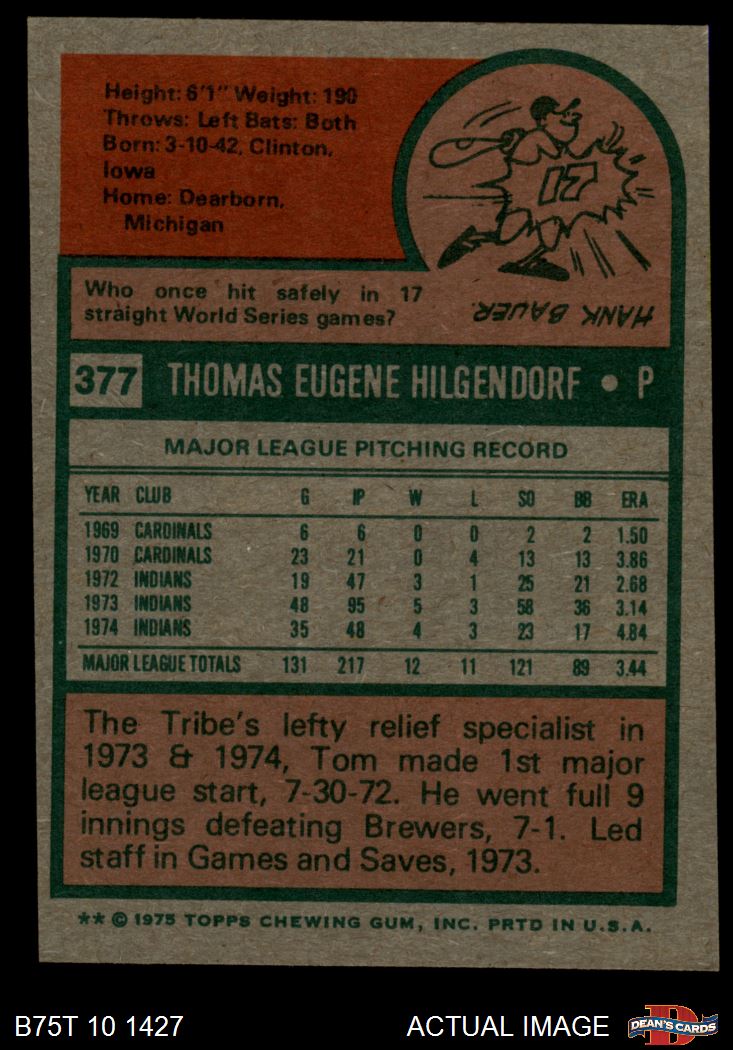 Height: 6'1" Weight: 190
Throws: Left Bats: Both
Born: 3-10-42, Clinton,
Iowa
Home: Dearborn,
Michigan
17
HANK BAUER.
Who once hit safely in 17
straight World Series games?
377 THOMAS EUGENE HILGENDORF • P
MAJOR LEAGUE PITCHING RECORD
YEAR CLUB G IP W L SO BB ERA
1969 CARDINALS 6 6 0 0 2 2 1.50
1970 CARDINALS 23 21 0 4 13 13 3.86
1972 INDIANS 19 47 3 1 25 21 2.68
1973 INDIANS 48 95 5 3 58 36 3.14
1974 INDIANS 35 48 4 3 23 17 4.84
MAJOR LEAGUE TOTALS 131 217 12 11 121 89 3.44
The Tribe's lefty relief specialist in
1973 & 1974, Tom made 1st major
league start, 7-30-72. He went full 9
innings defeating Brewers, 7-1. Led
staff in Games and Saves, 1973.
** © 1975 TOPPS CHEWING GUM, INC. PRTD IN U.S.A.
B75T 10 1427 ACTUAL IMAGE D DEAN'S CARDS